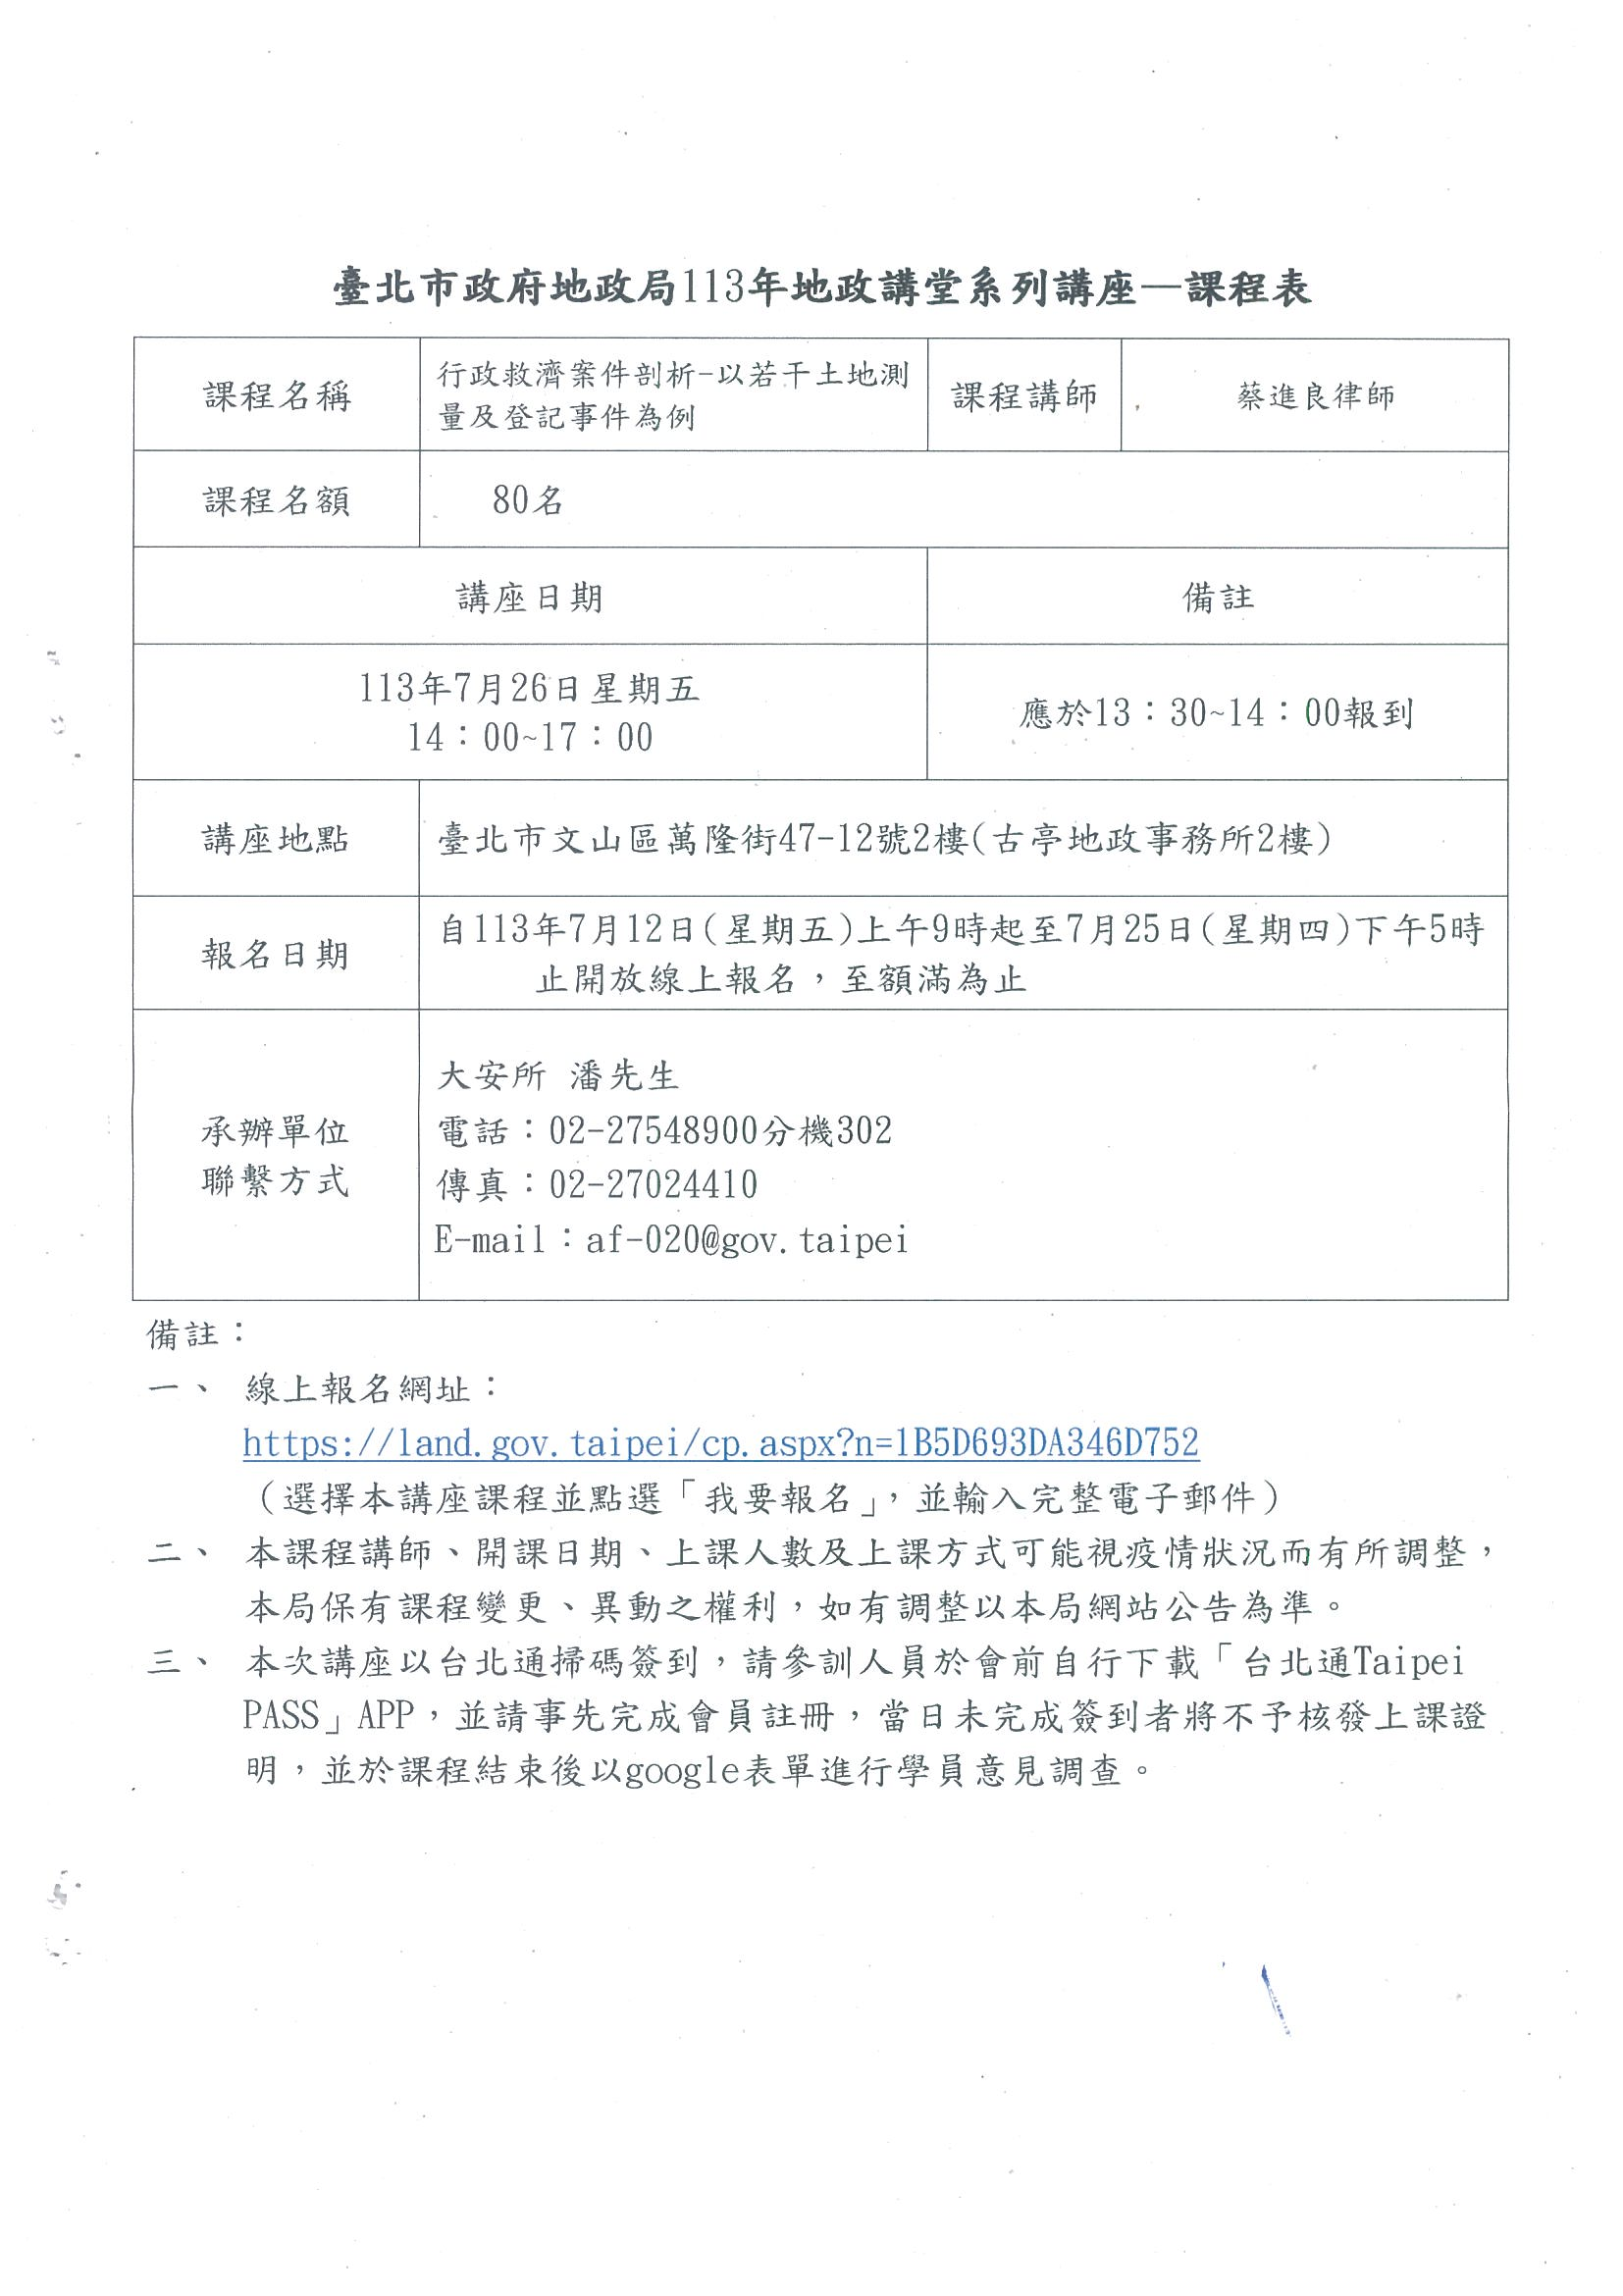 臺北市政府地政局113年地政講堂系列講座—課程表
課程名稱
行政救濟案件剖析-以若干土地測
量及登記事件為例
課程講師
蔡進良律師
課程名額
80名
講座日期
備註
113年7月26日星期五
14：00~17：00
應於13：30~14：00報到
講座地點
臺北市文山區萬隆街47-12號2樓(古亭地政事務所2樓)
報名日期
自113年7月12日(星期五)上午9時起至7月25日(星期四)下午5時
止開放線上報名，至額滿為止
承辦單位
聯繫方式
大安所 潘先生
電話：02-27548900分機302
傳真：02-27024410
E-mail：af-020@gov.taipei
備註：
一、 線上報名網址：
https://land.gov.taipei/cp.aspx?n=1B5D693DA346D752
（選擇本講座課程並點選「我要報名」，並輸入完整電子郵件）
二、 本課程講師、開課日期、上課人數及上課方式可能視疫情狀況而有所調整，
本局保有課程變更、異動之權利，如有調整以本局網站公告為準。
三、 本次講座以台北通掃碼簽到，請參訓人員於會前自行下載「台北通Taipei
PASS」APP，並請事先完成會員註冊，當日未完成簽到者將不予核發上課證
明，並於課程結束後以google表單進行學員意見調查。